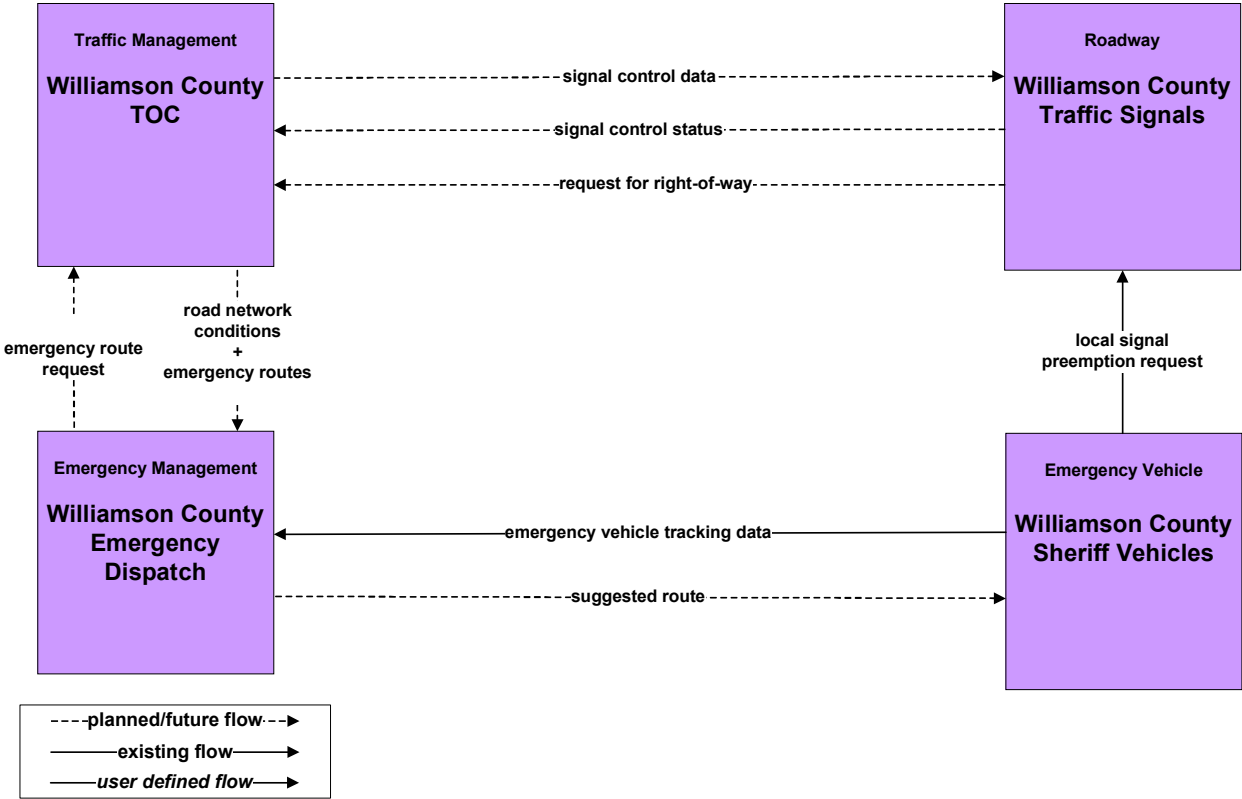 Traffic Management
Williamson County
TOC
Roadway
Williamson County
Traffic Signals
signal control data
signal control status
request for right-of-way
emergency route
request
road network
conditions
+
emergency routes
local signal
preemption request
Emergency Management
Williamson County
Emergency
Dispatch
Emergency Vehicle
Williamson County
Sheriff Vehicles
emergency vehicle tracking data
suggested route
planned/future flow
existing flow
user defined flow